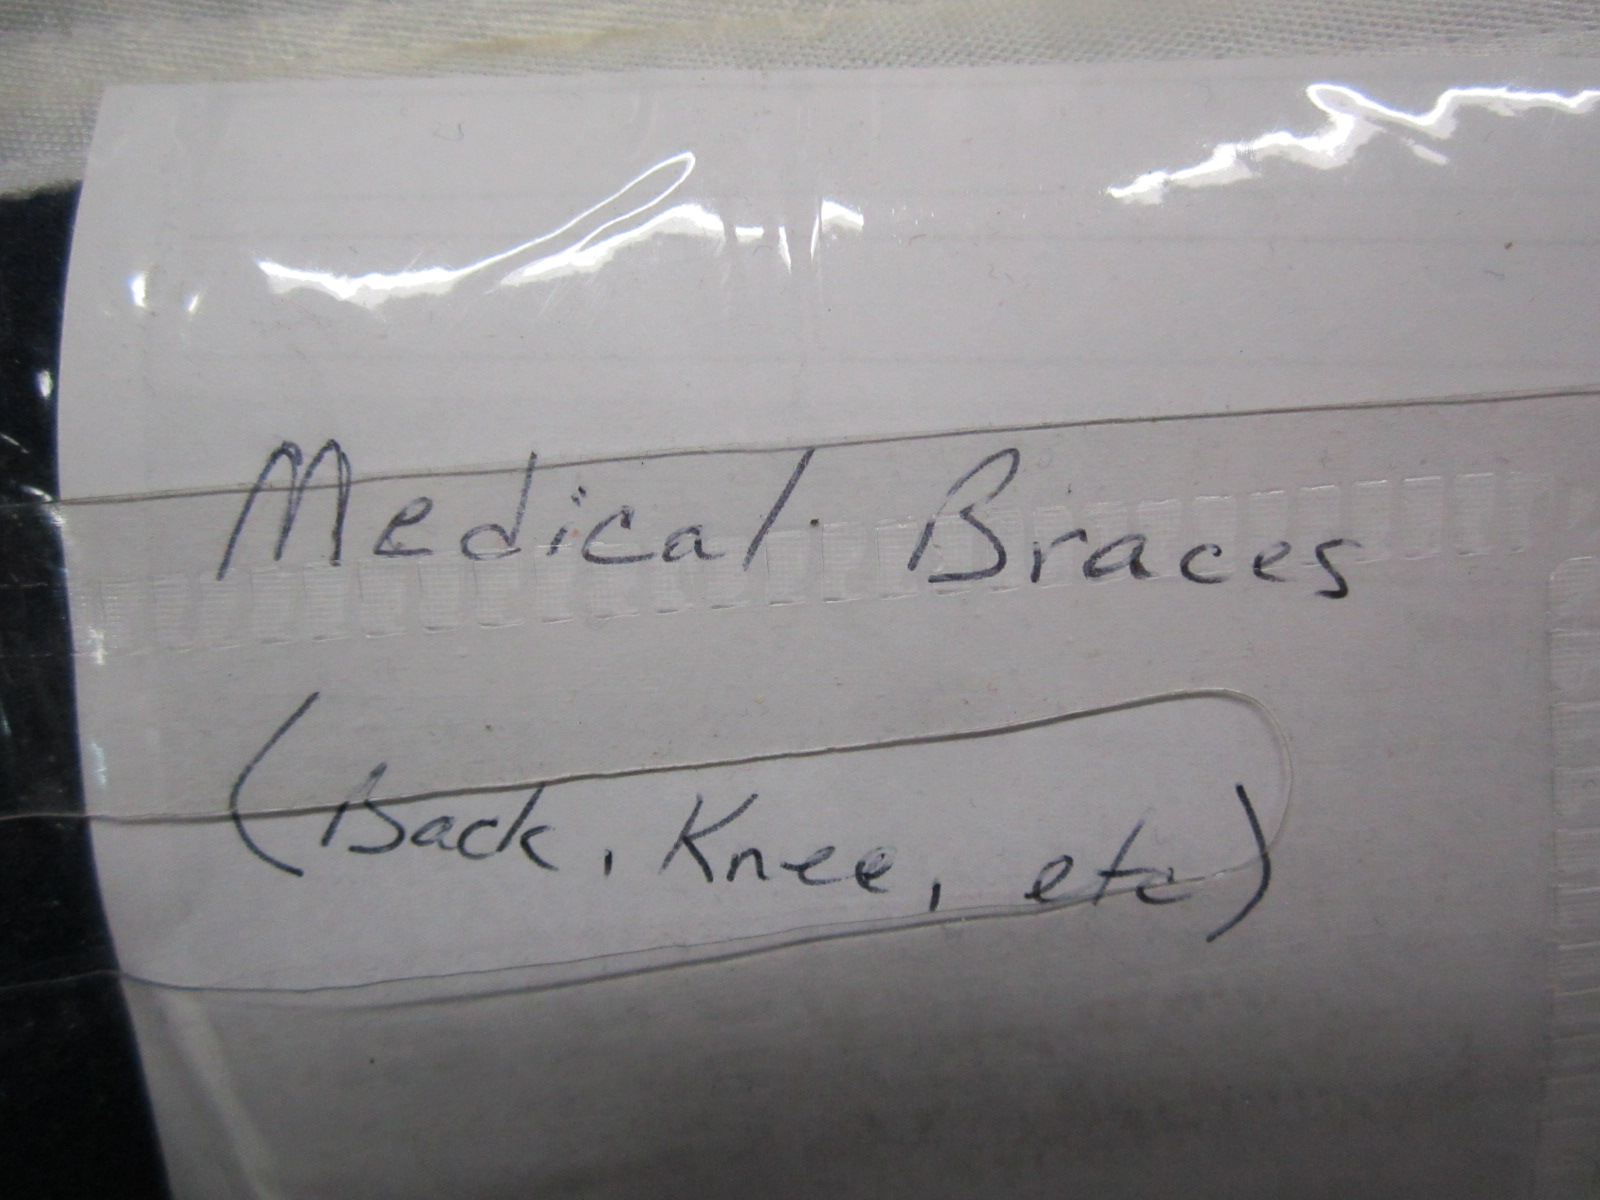 Medical Braces
(Back, Knee, etc)